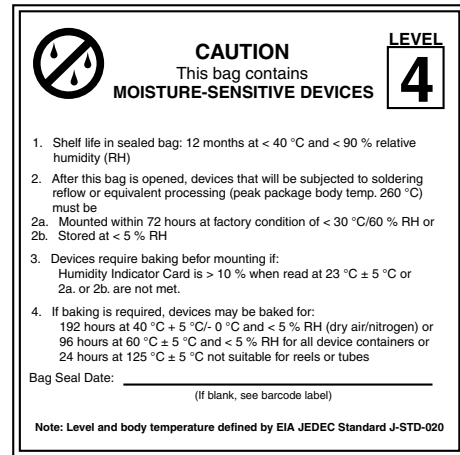 LEVEL
CAUTION
4
This bag contains
MOISTURE-SENSITIVE DEVICES
1. Shelf life in sealed bag: 12 months at < 40 °C and < 90 % relative
humidity (RH)
2. After this bag is opened, devices that will be subjected to soldering
reflow or equivalent processing (peak package body temp. 260 °C)
must be
2a. Mounted within 72 hours at factory condition of < 30 °C/60 % RH or
2b. Stored at < 5 % RH
3. Devices require baking befor mounting if:
Humidity Indicator Card is > 10 % when read at 23 °C ± 5 °C or
2a. or 2b. are not met.
4. If baking is required, devices may be baked for:
192 hours at 40 °C + 5 °C/- 0 °C and < 5 % RH (dry air/nitrogen) or
96 hours at 60 °C ± 5 °C and < 5 % RH for all device containers or
24 hours at 125 °C ± 5 °C not suitable for reels or tubes
Bag Seal Date:
(If blank, see barcode label)
Note: Level and body temperature defined by EIA JEDEC Standard J-STD-020